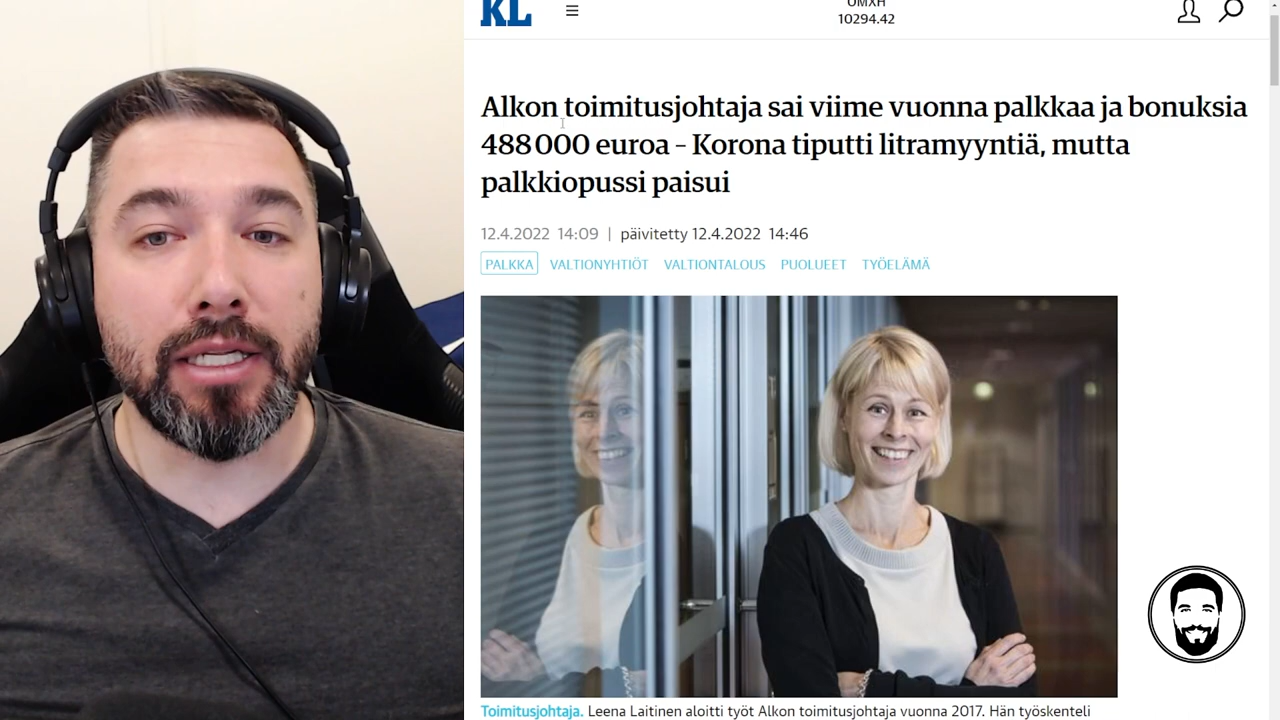 KL
OMXH
10294.42
Alkon toimitusjohtaja sai viime vuonna palkkaa ja bonuksia
488 000 euroa – Korona tiputti litramyyntiä, mutta
palkkiopussi paisui
12.4.2022 14:09 | päivitetty 12.4.2022 14:46
PALKKA VALTIONYHTIÖT VALTIONTALOUS PUOLUEET TYÖELÄMÄ
Toimitusjohtaja. Leena Laitinen aloitti työt Alkon toimitusjohtaja vuonna 2017. Hän työskenteli